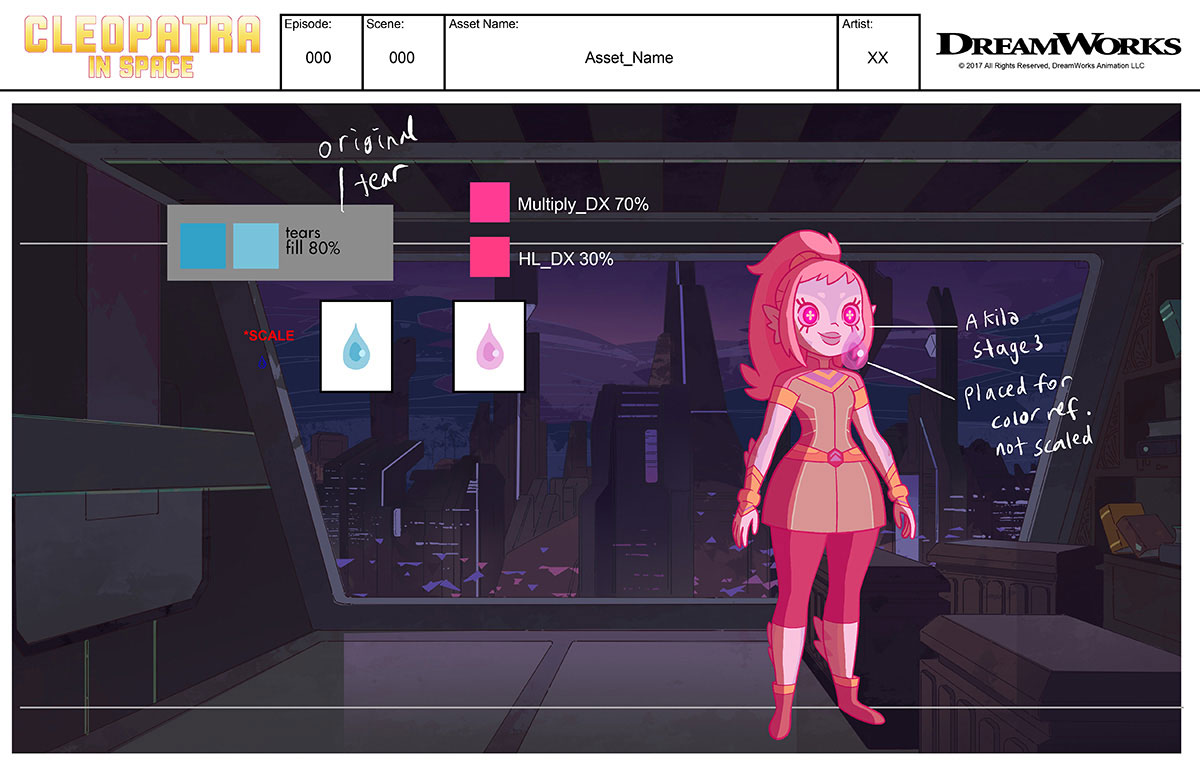 CLEOPATRA
IN SPACE
Episode:
000
Scene:
000
Asset Name:
Asset_Name
Artist:
XX
DREAMWORKS
© 2017 All Rights Reserved, DreamWorks Animation LLC
original
tear
tears
fill 80%
Multiply_DX 70%
HL_DX 30%
*SCALE
Akila
stage 3
placed for
color ref.
not scaled